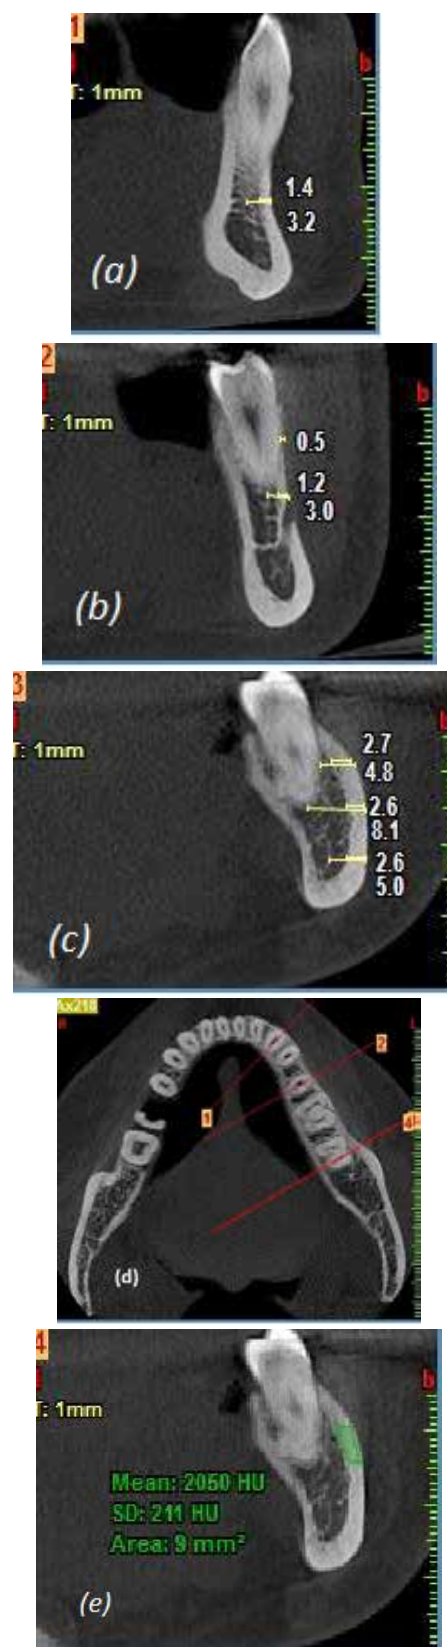 1
b
T: 1mm
1.4
3.2
(a)
2
b
T: 1mm
0.5
1.2
3.0
(b)
3
T: 1mm
2.7
4.8
2.6
8.1
2.6
5.0
(c)
Ax210
R
L
2
1
4
(d)
4
b
T: 1mm
Mean: 2050 HU
SD: 211 HU
Area: 9 mm²
(e)